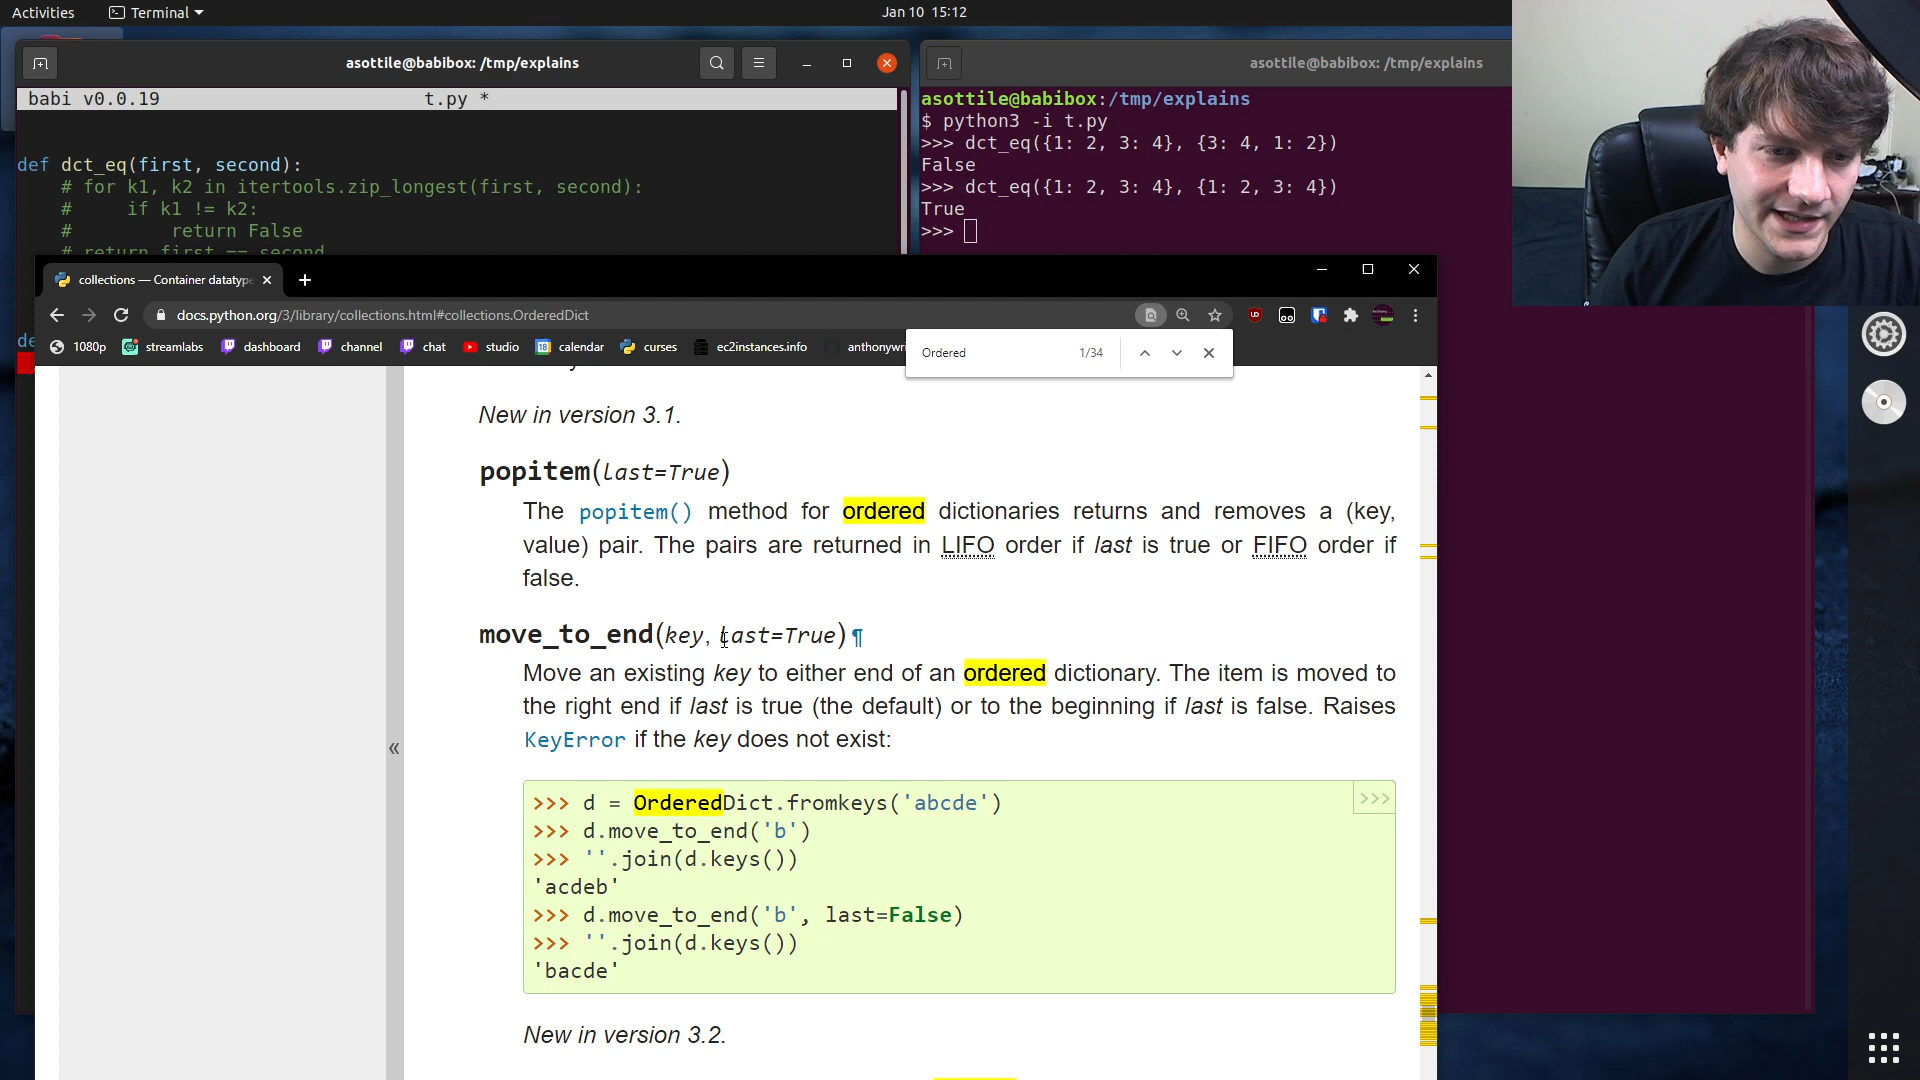 Activities
Terminal
Jan 10 15:12
asottile@babibox: /tmp/explains
babi v0.0.19
t.py *
def dct_eq(first, second):
# for k1, k2 in itertools.zip_longest(first, second):
#     if k1 != k2:
#         return False
# return first == second
de
asottile@babibox: /tmp/explains
asottile@babibox:/tmp/explains
$ python3 -i t.py
>>> dct_eq({1: 2, 3: 4}, {3: 4, 1: 2})
False
>>> dct_eq({1: 2, 3: 4}, {1: 2, 3: 4})
True
>>>
collections — Container datatype
docs.python.org/3/library/collections.html#collections.OrderedDict
1080p
streamlabs
dashboard
channel
chat
studio
calendar
curses
ec2instances.info
anthonywri
Ordered
1/34
New in version 3.1.
popitem(last=True)
The popitem() method for ordered dictionaries returns and removes a (key,
value) pair. The pairs are returned in LIFO order if last is true or FIFO order if
false.
move_to_end(key, last=True)¶
Move an existing key to either end of an ordered dictionary. The item is moved to
the right end if last is true (the default) or to the beginning if last is false. Raises
KeyError if the key does not exist:
«
>>>
>>> d = OrderedDict.fromkeys('abcde')
>>> d.move_to_end('b')
>>> ''.join(d.keys())
'acdeb'
>>> d.move_to_end('b', last=False)
>>> ''.join(d.keys())
'bacde'
New in version 3.2.